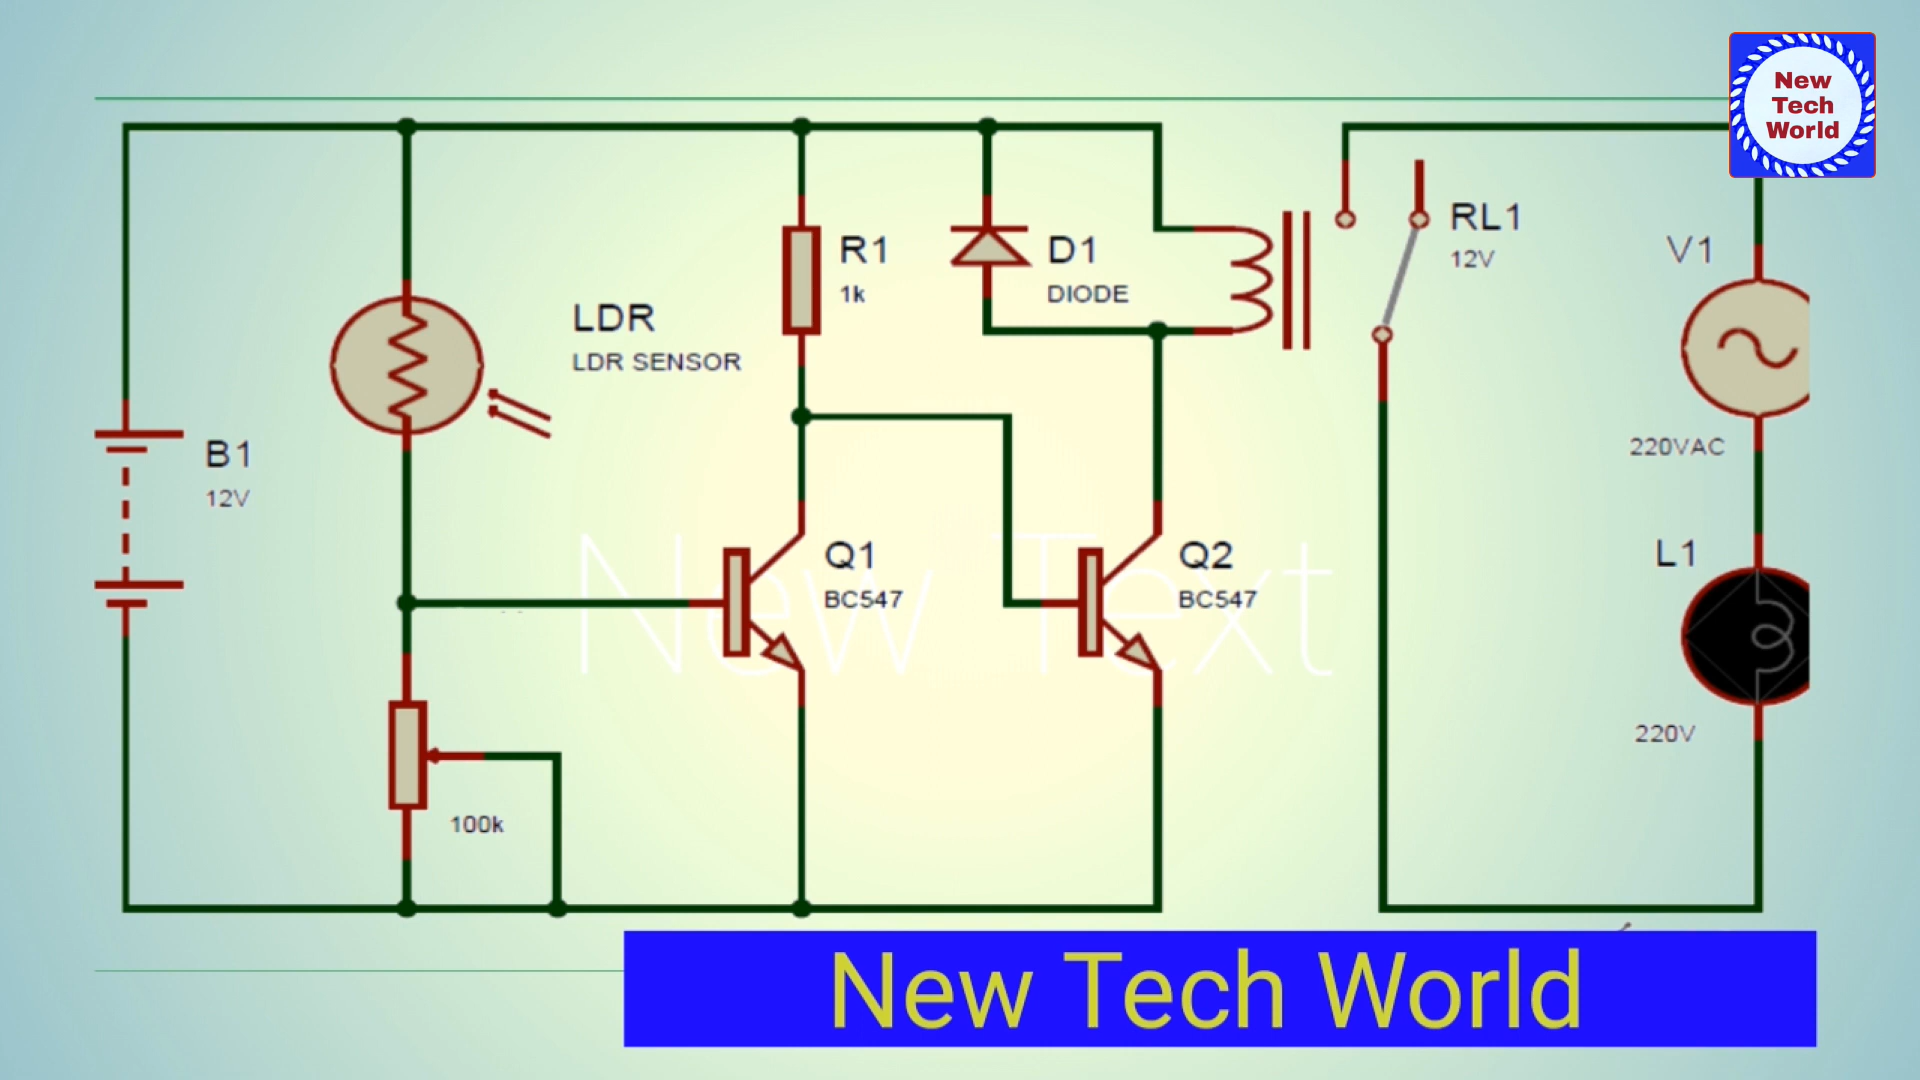 New
Tech
World
RL1
12V
V1
R1
1k
D1
DIODE
LDR
LDR SENSOR
B1
12V
220VAC
Q1
BC547
Q2
BC547
L1
New Text
220V
100k
New Tech World